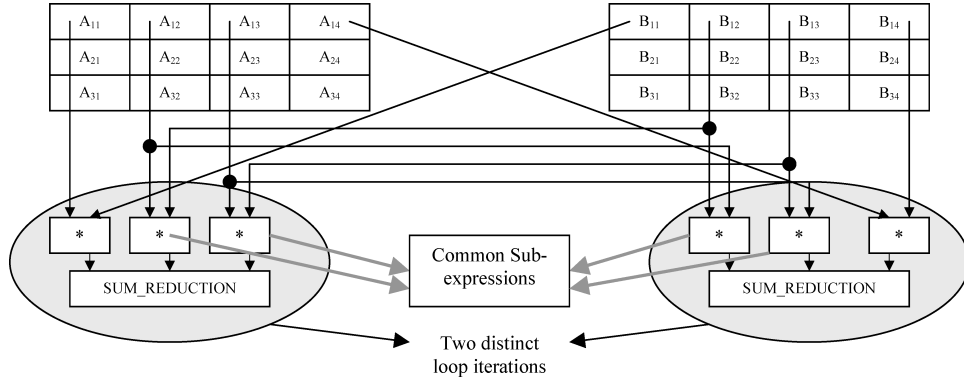 A11 A12 A13 A14 B11 B12 B13 B14
A21 A22 A23 A24 B21 B22 B23 B24
A31 A32 A33 A34 B31 B32 B33 B34
* * * * * *
Common Sub-
expressions
SUM_REDUCTION SUM_REDUCTION
Two distinct
loop iterations